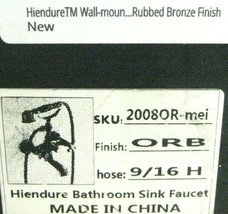 HiendureTM Wall-moun...Rubbed Bronze Finish
New
SKU: 2008OR-mei
Finish: ORB
hose: 9/16 H
Hiendure Bathroom Sink Faucet
MADE IN CHINA